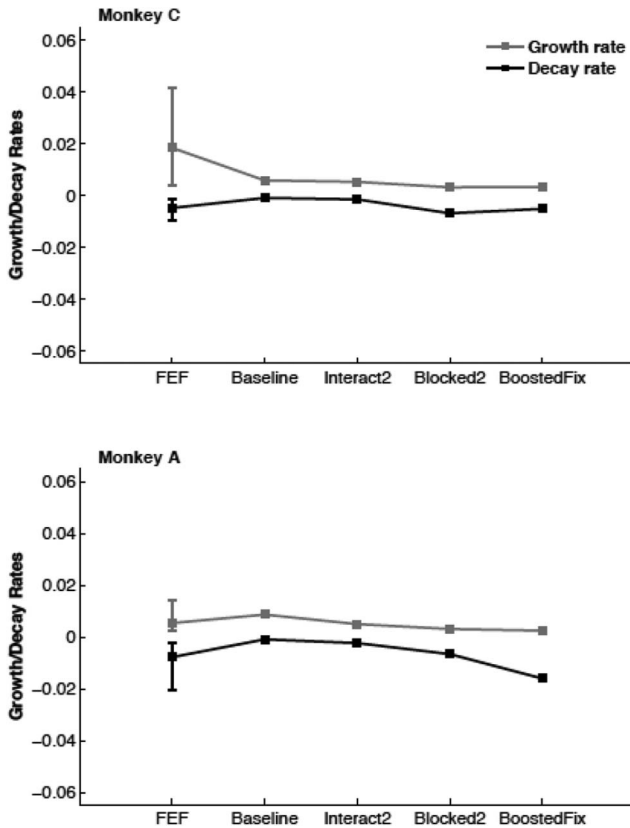 Monkey C
Growth rate
Decay rate
Growth/Decay Rates
0.06
0.04
0.02
0
−0.02
−0.04
−0.06
FEF Baseline Interact2 Blocked2 BoostedFix
Monkey A
Growth/Decay Rates
0.06
0.04
0.02
0
−0.02
−0.04
−0.06
FEF Baseline Interact2 Blocked2 BoostedFix